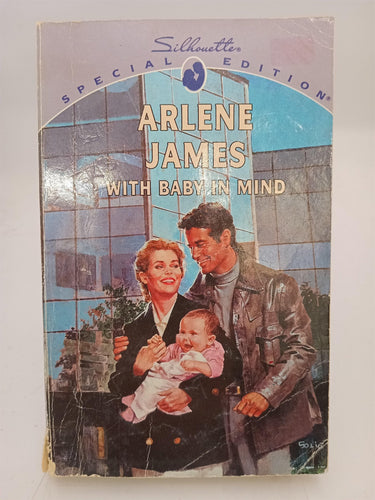 Silhouette®
SPECIAL EDITION®
ARLENE
JAMES
WITH BABY IN MIND